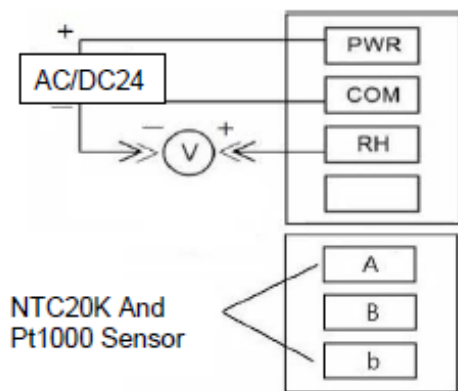 +
PWR
AC/DC24
COM
—
— +
V
RH
A
NTC20K And
B
Pt1000 Sensor
b